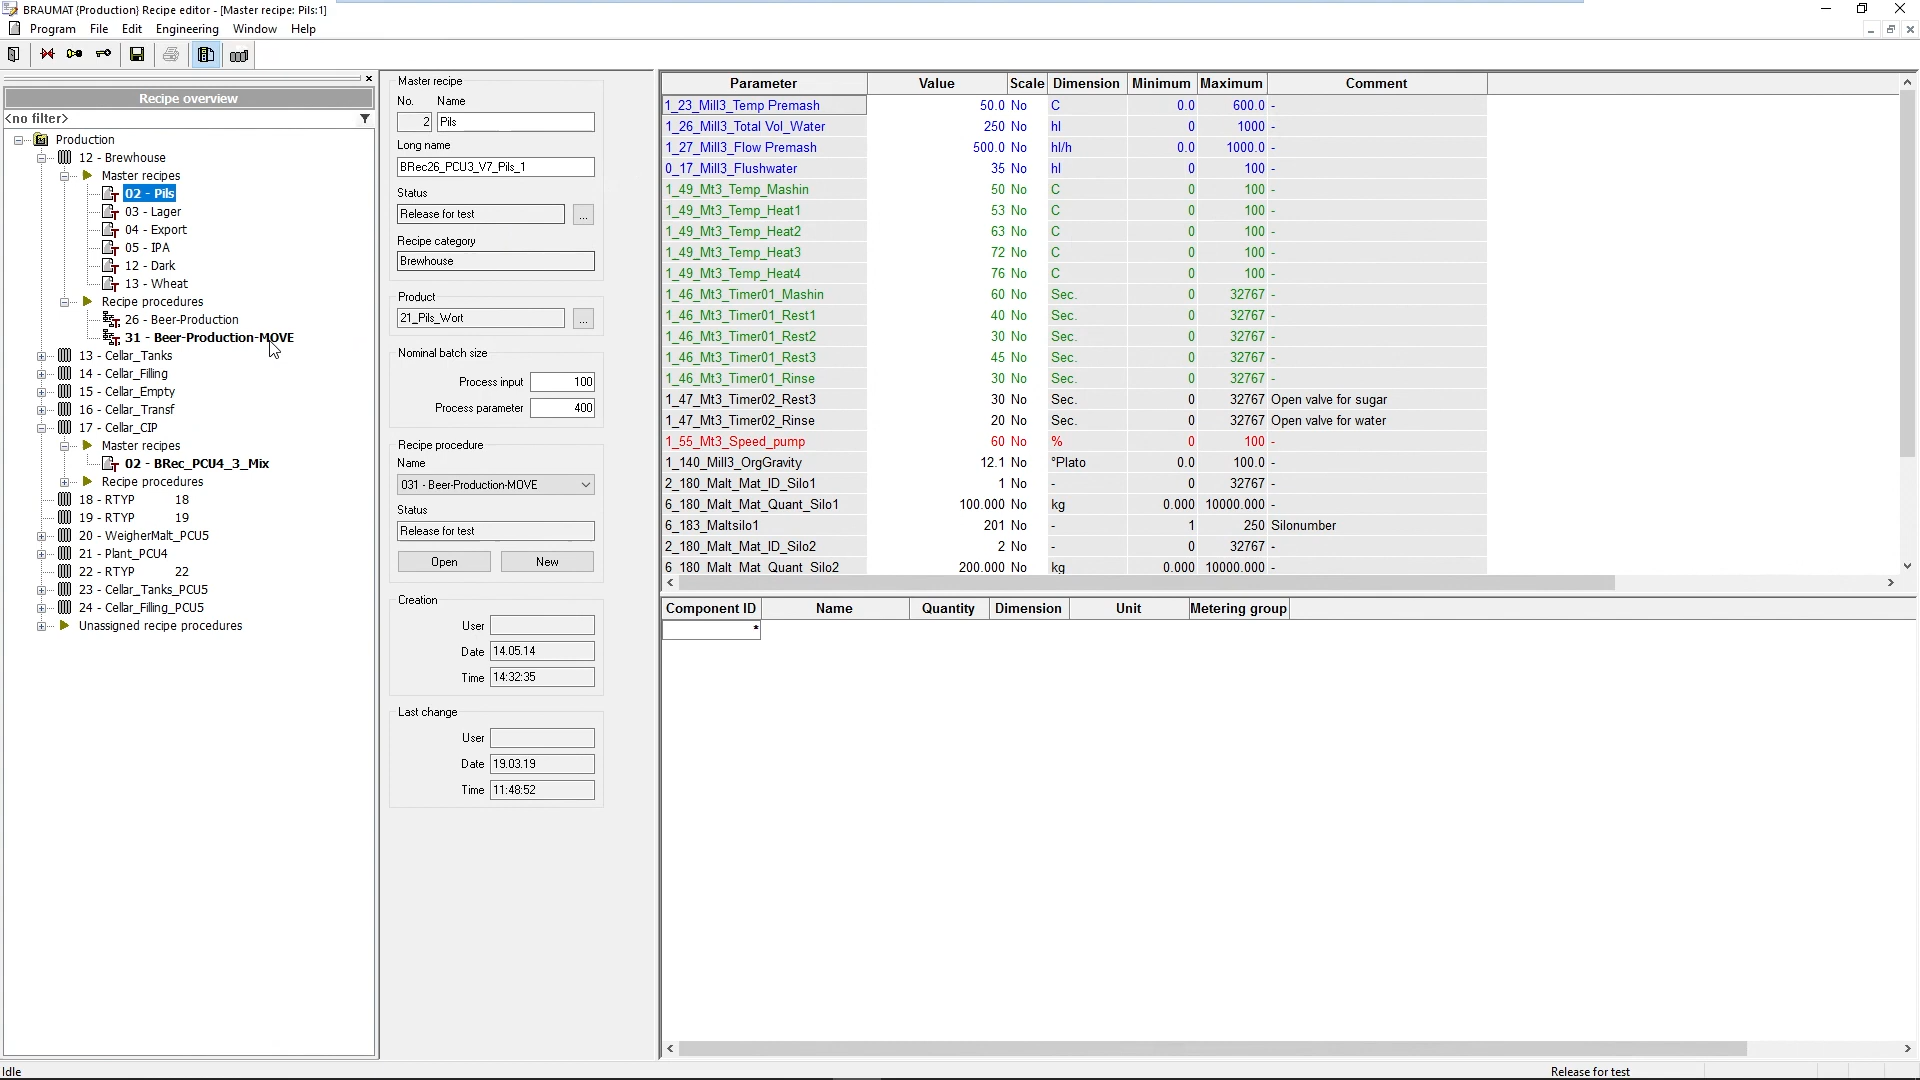 BRAUMAT {Production} Recipe editor - [Master recipe: Pils:1]
Program File Edit Engineering Window Help
Recipe overview
<no filter>
Production
12 - Brewhouse
Master recipes
02 - Pils
03 - Lager
04 - Export
05 - IPA
12 - Dark
13 - Wheat
Recipe procedures
26 - Beer-Production
31 - Beer-Production-MOVE
13 - Cellar_Tanks
14 - Cellar_Filling
15 - Cellar_Empty
16 - Cellar_Transf
17 - Cellar_CIP
Master recipes
02 - BRec_PCU4_3_Mix
Recipe procedures
18 - RTYP 18
19 - RTYP 19
20 - WeigherMalt_PCU5
21 - Plant_PCU4
22 - RTYP 22
23 - Cellar_Tanks_PCU5
24 - Cellar_Filling_PCU5
Unassigned recipe procedures
Master recipe
No. Name
2 Pils
Long name
BRec26_PCU3_V7_Pils_1
Status
Release for test ...
Recipe category
Brewhouse
Product
21_Pils_Wort ...
Nominal batch size
Process input 100
Process parameter 400
Recipe procedure
Name
031 - Beer-Production-MOVE
Status
Release for test
Open New
Creation
User
Date 14.05.14
Time 14:32:35
Last change
User
Date 19.03.19
Time 11:48:52
Parameter Value Scale Dimension Minimum Maximum Comment
1_23_Mill3_Temp Premash 50.0 No C 0.0 600.0 -
1_26_Mill3_Total Vol_Water 250 No hl 0 1000 -
1_27_Mill3_Flow Premash 500.0 No hl/h 0.0 1000.0 -
0_17_Mill3_Flushwater 35 No hl 0 100 -
1_49_Mt3_Temp_Mashin 50 No C 0 100 -
1_49_Mt3_Temp_Heat1 53 No C 0 100 -
1_49_Mt3_Temp_Heat2 63 No C 0 100 -
1_49_Mt3_Temp_Heat3 72 No C 0 100 -
1_49_Mt3_Temp_Heat4 76 No C 0 100 -
1_46_Mt3_Timer01_Mashin 60 No Sec. 0 32767 -
1_46_Mt3_Timer01_Rest1 40 No Sec. 0 32767 -
1_46_Mt3_Timer01_Rest2 30 No Sec. 0 32767 -
1_46_Mt3_Timer01_Rest3 45 No Sec. 0 32767 -
1_46_Mt3_Timer01_Rinse 30 No Sec. 0 32767 -
1_47_Mt3_Timer02_Rest3 30 No Sec. 0 32767 Open valve for sugar
1_47_Mt3_Timer02_Rinse 20 No Sec. 0 32767 Open valve for water
1_55_Mt3_Speed_pump 60 No % 0 100 -
1_140_Mill3_OrgGravity 12.1 No °Plato 0.0 100.0 -
2_180_Malt_Mat_ID_Silo1 1 No - 0 32767 -
6_180_Malt_Mat_Quant_Silo1 100.000 No kg 0.000 10000.000 -
6_183_Maltsilo1 201 No - 1 250 Silonumber
2_180_Malt_Mat_ID_Silo2 2 No - 0 32767 -
6_180_Malt_Mat_Quant_Silo2 200.000 No kg 0.000 10000.000 -
Component ID Name Quantity Dimension Unit Metering group
*
Idle Release for test